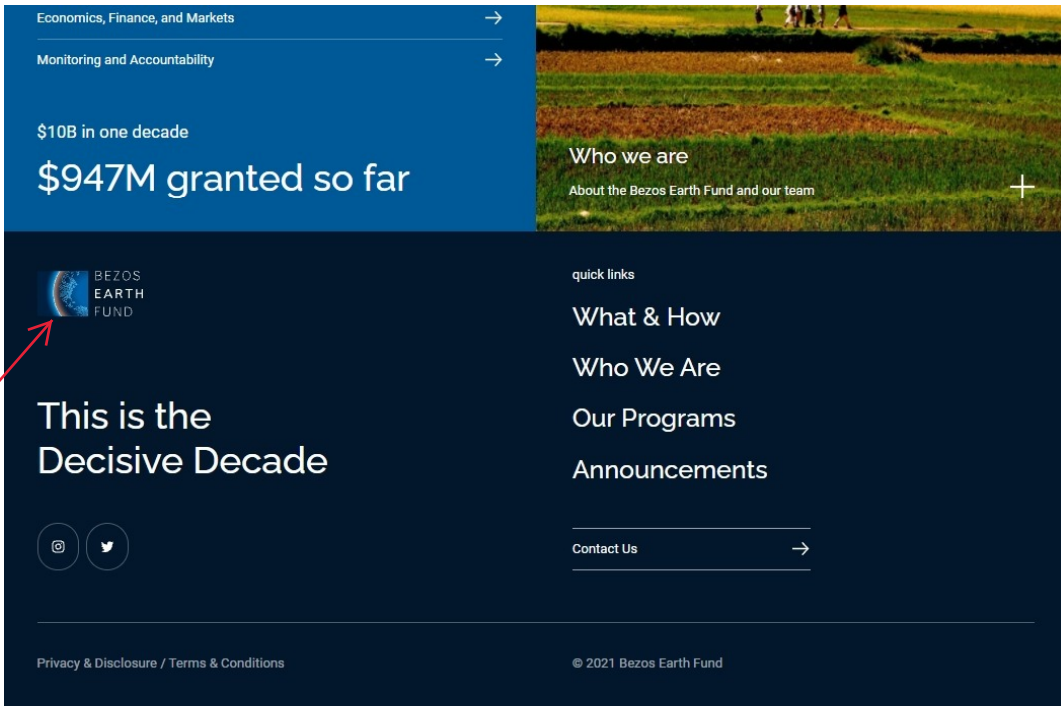 Economics, Finance, and Markets
Monitoring and Accountability
$10B in one decade
$947M granted so far
Who we are
About the Bezos Earth Fund and our team
BEZOS
EARTH
FUND
This is the
Decisive Decade
quick links
What & How
Who We Are
Our Programs
Announcements
Contact Us
Privacy & Disclosure / Terms & Conditions
© 2021 Bezos Earth Fund